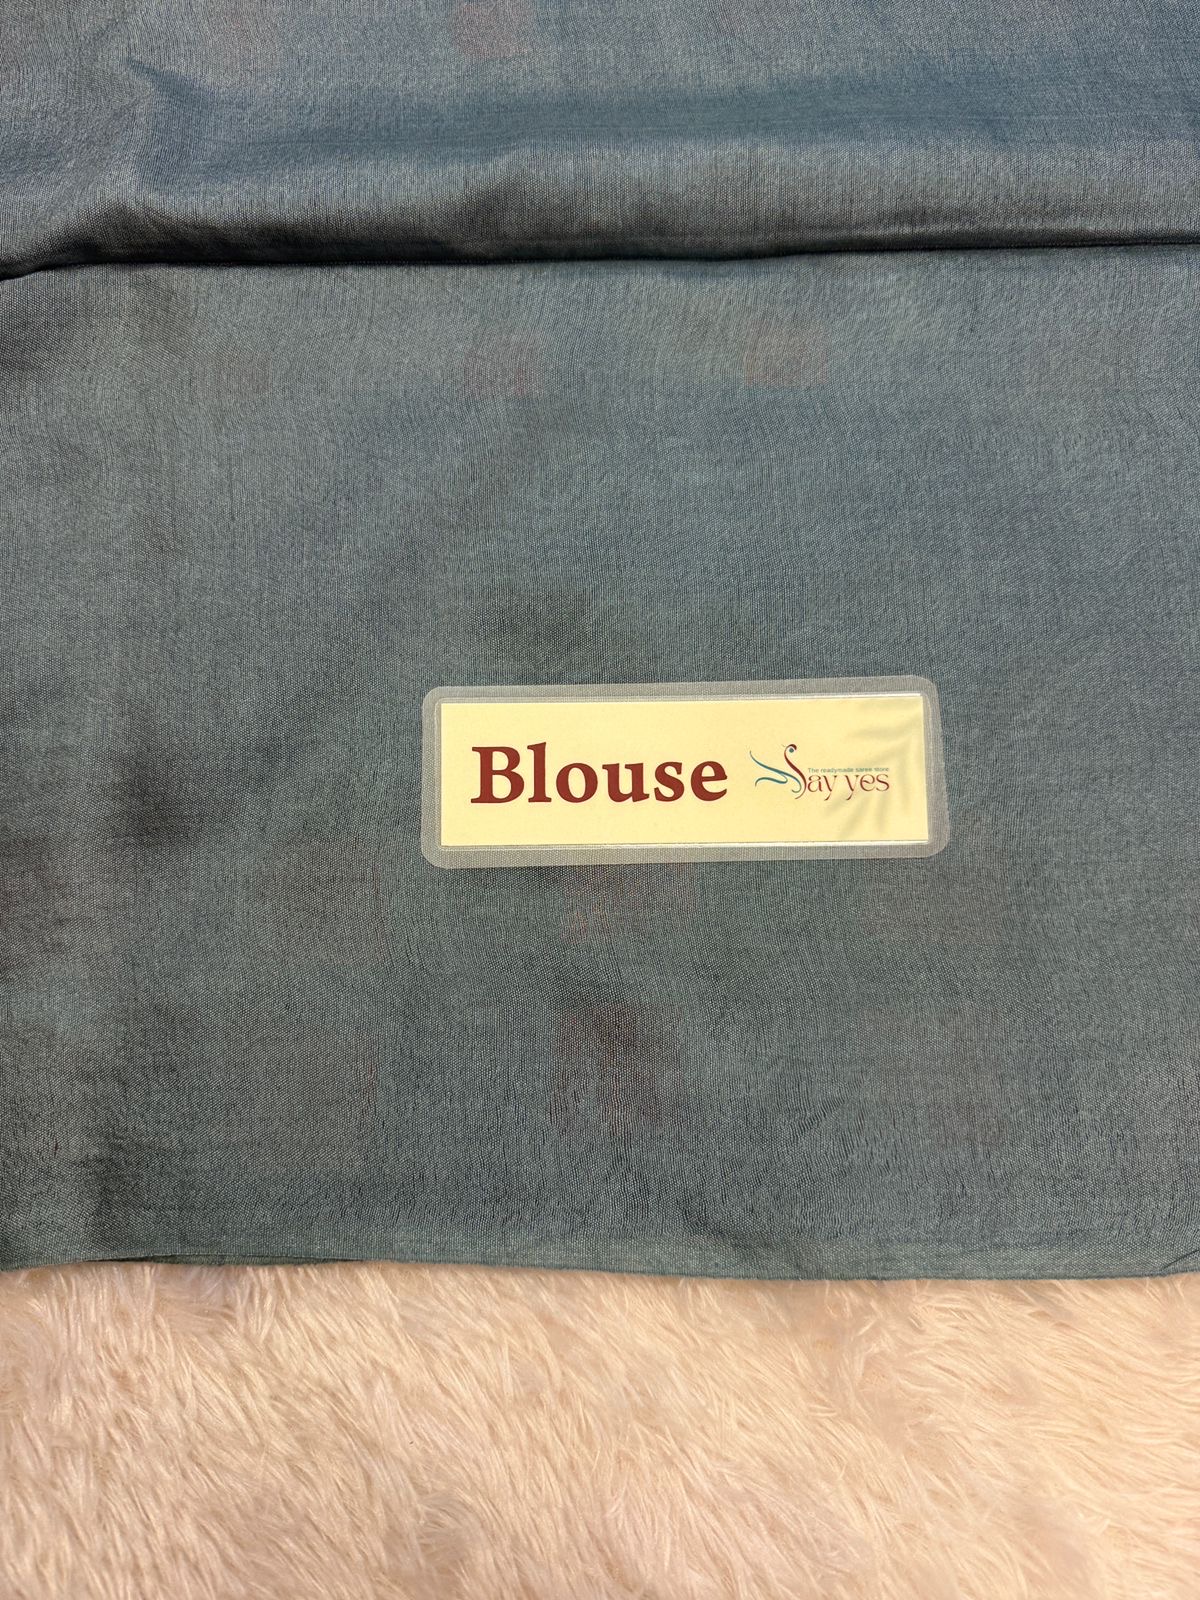 Blouse
The readymade saree store
Say yes